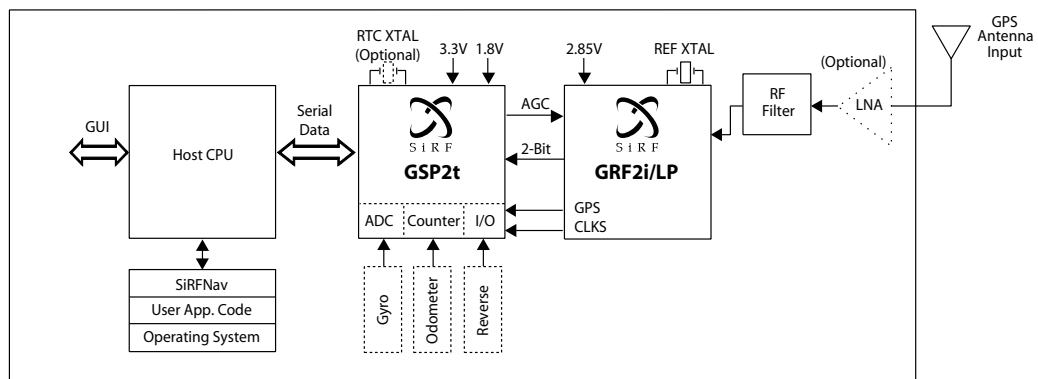 GPS
Antenna
Input
RTC XTAL
(Optional)
3.3V
1.8V
2.85V
REF XTAL
(Optional)
LNA
RF
Filter
AGC
2-Bit
GPS
CLKS
SiRF
GSP2t
SiRF
GRF2i/LP
GUI
Host CPU
Serial
Data
ADC
Counter
I/O
Gyro
Odometer
Reverse
SiRFNav
User App. Code
Operating System